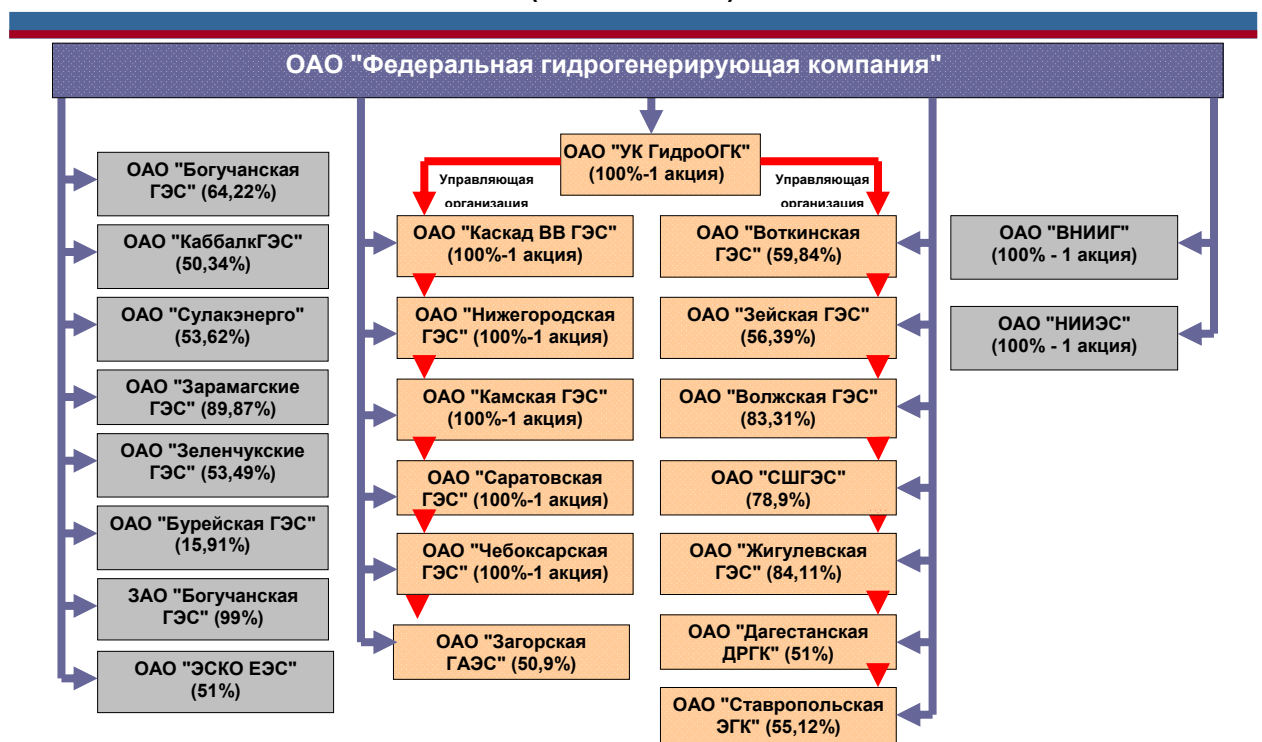 ОАО "Федеральная гидрогенерирующая компания"
ОАО "УК ГидроОГК"
(100%-1 акция)
Управляющая
организация
Управляющая
организация
ОАО "Богучанская
ГЭС" (64,22%)
ОАО "КаббалкГЭС"
(50,34%)
ОАО "Сулакэнерго"
(53,62%)
ОАО "Зарамагские
ГЭС" (89,87%)
ОАО "Зеленчукские
ГЭС" (53,49%)
ОАО "Бурейская ГЭС"
(15,91%)
ЗАО "Богучанская
ГЭС" (99%)
ОАО "ЭСКО ЕЭС"
(51%)
ОАО "Каскад ВВ ГЭС"
(100%-1 акция)
ОАО "Нижегородская
ГЭС" (100%-1 акция)
ОАО "Камская ГЭС"
(100%-1 акция)
ОАО "Саратовская
ГЭС" (100%-1 акция)
ОАО "Чебоксарская
ГЭС" (100%-1 акция)
ОАО "Загорская
ГАЭС" (50,9%)
ОАО "Воткинская
ГЭС" (59,84%)
ОАО "Зейская ГЭС"
(56,39%)
ОАО "Волжская ГЭС"
(83,31%)
ОАО "СШГЭС"
(78,9%)
ОАО "Жигулевская
ГЭС" (84,11%)
ОАО "Дагестанская
ДРГК" (51%)
ОАО "Ставропольская
ЭГК" (55,12%)
ОАО "ВНИИГ"
(100% - 1 акция)
ОАО "НИИЭС"
(100% - 1 акция)